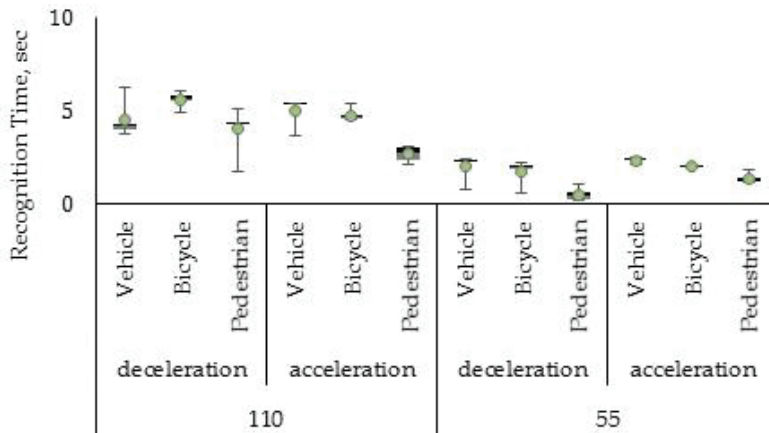 Recognition Time, sec
10
5
0
Vehicle
Bicycle
Pedestrian
Vehicle
Bicycle
Pedestrian
Vehicle
Bicycle
Pedestrian
Vehicle
Bicycle
Pedestrian
deceleration
acceleration
deceleration
acceleration
110
55